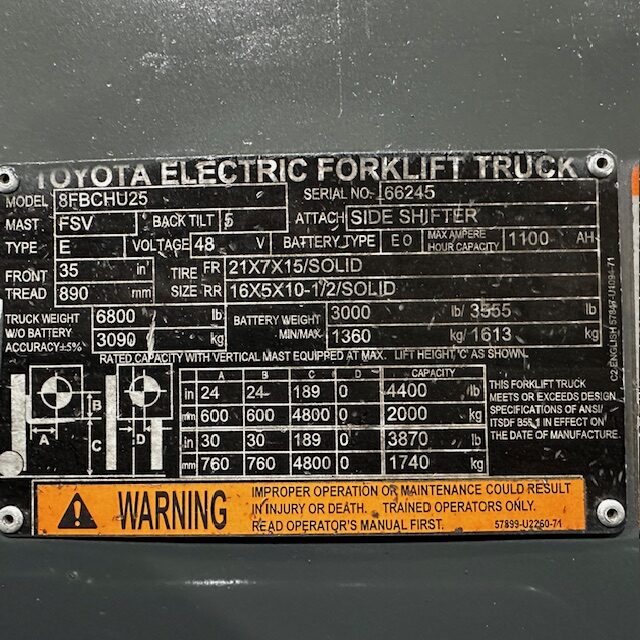 TOYOTA ELECTRIC FORKLIFT TRUCK
MODEL 8FBCHU25 SERIAL NO. 66245
MAST FSV BACK TILT 5 ATTACH SIDE SHIFTER
TYPE E VOLTAGE 48 V BATTERY TYPE EO MAX AMPERE HOUR CAPACITY 1100 AH
FRONT 35 in TIRE FR 21X7X15/SOLID
TREAD 890 mm SIZE RR 16X5X10-1/2/SOLID
TRUCK WEIGHT 6800 lb BATTERY WEIGHT 3000 lb/ 3555 lb
W/O BATTERY
ACCURACY±5% 3090 kg MIN/MAX 1360 kg/ 1613 kg
RATED CAPACITY WITH VERTICAL MAST EQUIPPED AT MAX. LIFT HEIGHT,'C' AS SHOWN.
A B C D CAPACITY
in 24 24 189 0 4400 lb
mm 600 600 4800 0 2000 kg
in 30 30 189 0 3870 lb
mm 760 760 4800 0 1740 kg
B
A
C
D
THIS FORKLIFT TRUCK
MEETS OR EXCEEDS DESIGN
SPECIFICATIONS OF ANSI/
ITSDF B56.1 IN EFFECT ON
THE DATE OF MANUFACTURE.
C2 ENGLISH 57847-U1094-71
WARNING
IMPROPER OPERATION OR MAINTENANCE COULD RESULT
IN INJURY OR DEATH. TRAINED OPERATORS ONLY.
READ OPERATOR'S MANUAL FIRST. 57899-U2260-71